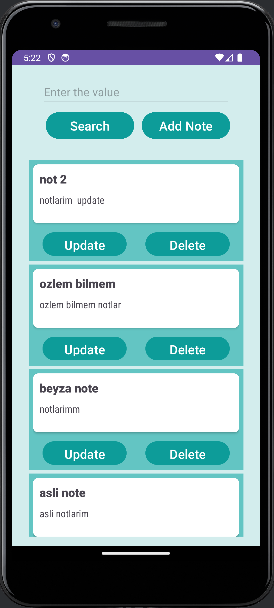 5:22
Enter the value
Search Add Note
not 2
notlarim update
Update Delete
ozlem bilmem
ozlem bilmem notlar
Update Delete
beyza note
notlarimm
Update Delete
asli note
asli notlarim